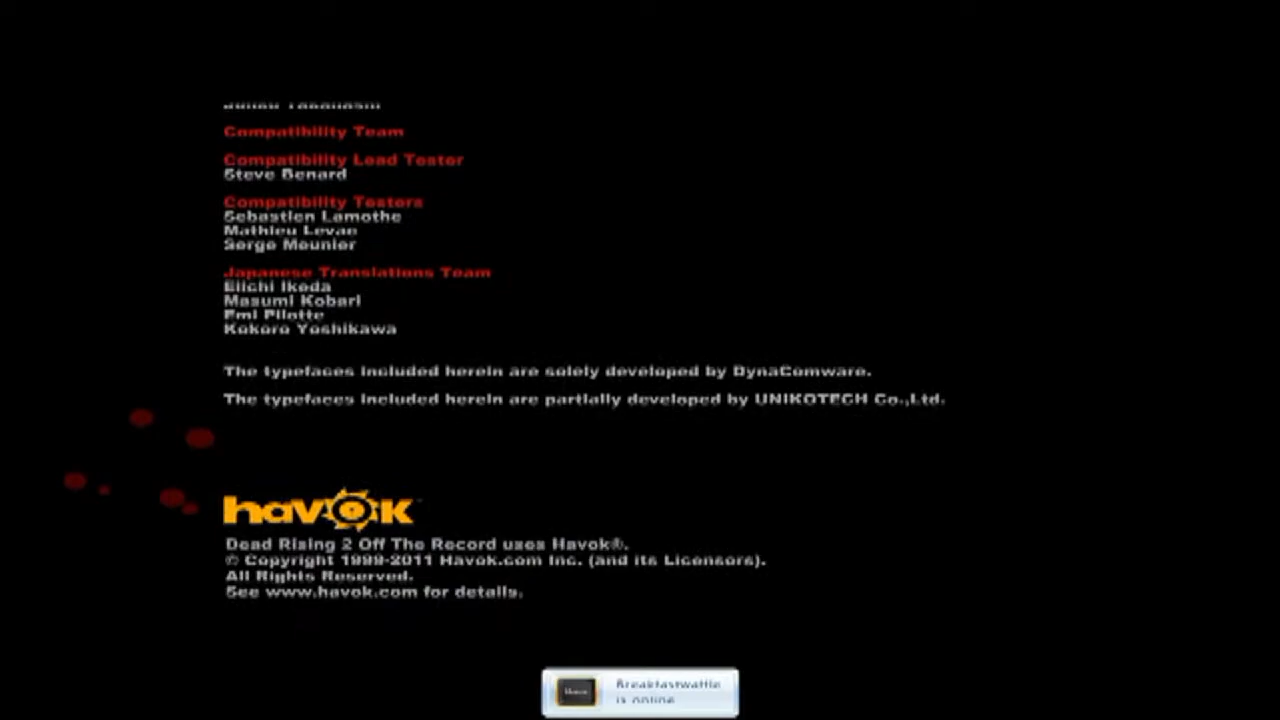 Compatibility Team
Compatibility Lead Tester
Steve Benard
Compatibility Testers
Sebastien Lamothe
Mathieu Levac
Serge Meunier
Japanese Translations Team
Eiichi Ikeda
Masumi Kobari
Emi Pilotte
Kokoro Yoshikawa
The typefaces included herein are solely developed by DynaComware.
The typefaces included herein are partially developed by UNIKOTECH Co.,Ltd.
havok
Dead Rising 2 Off The Record uses Havok®.
© Copyright 1999-2011 Havok.com Inc. (and its Licensors).
All Rights Reserved.
See www.havok.com for details.
Breakfastwaffle
is online